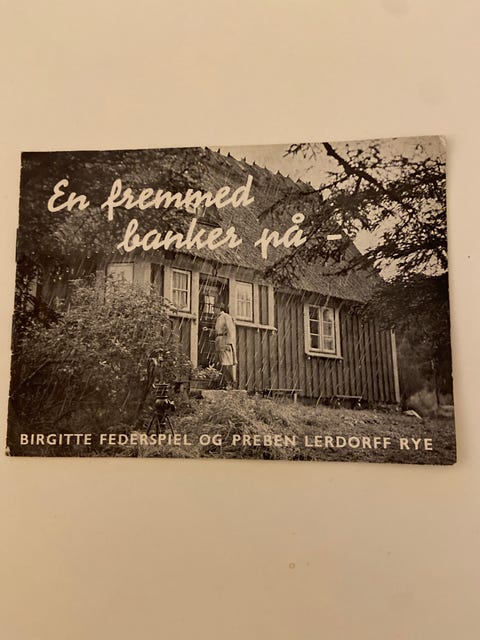 En fremmed
banker på –
BIRGITTE FEDERSPIEL OG PREBEN LERDORFF RYE